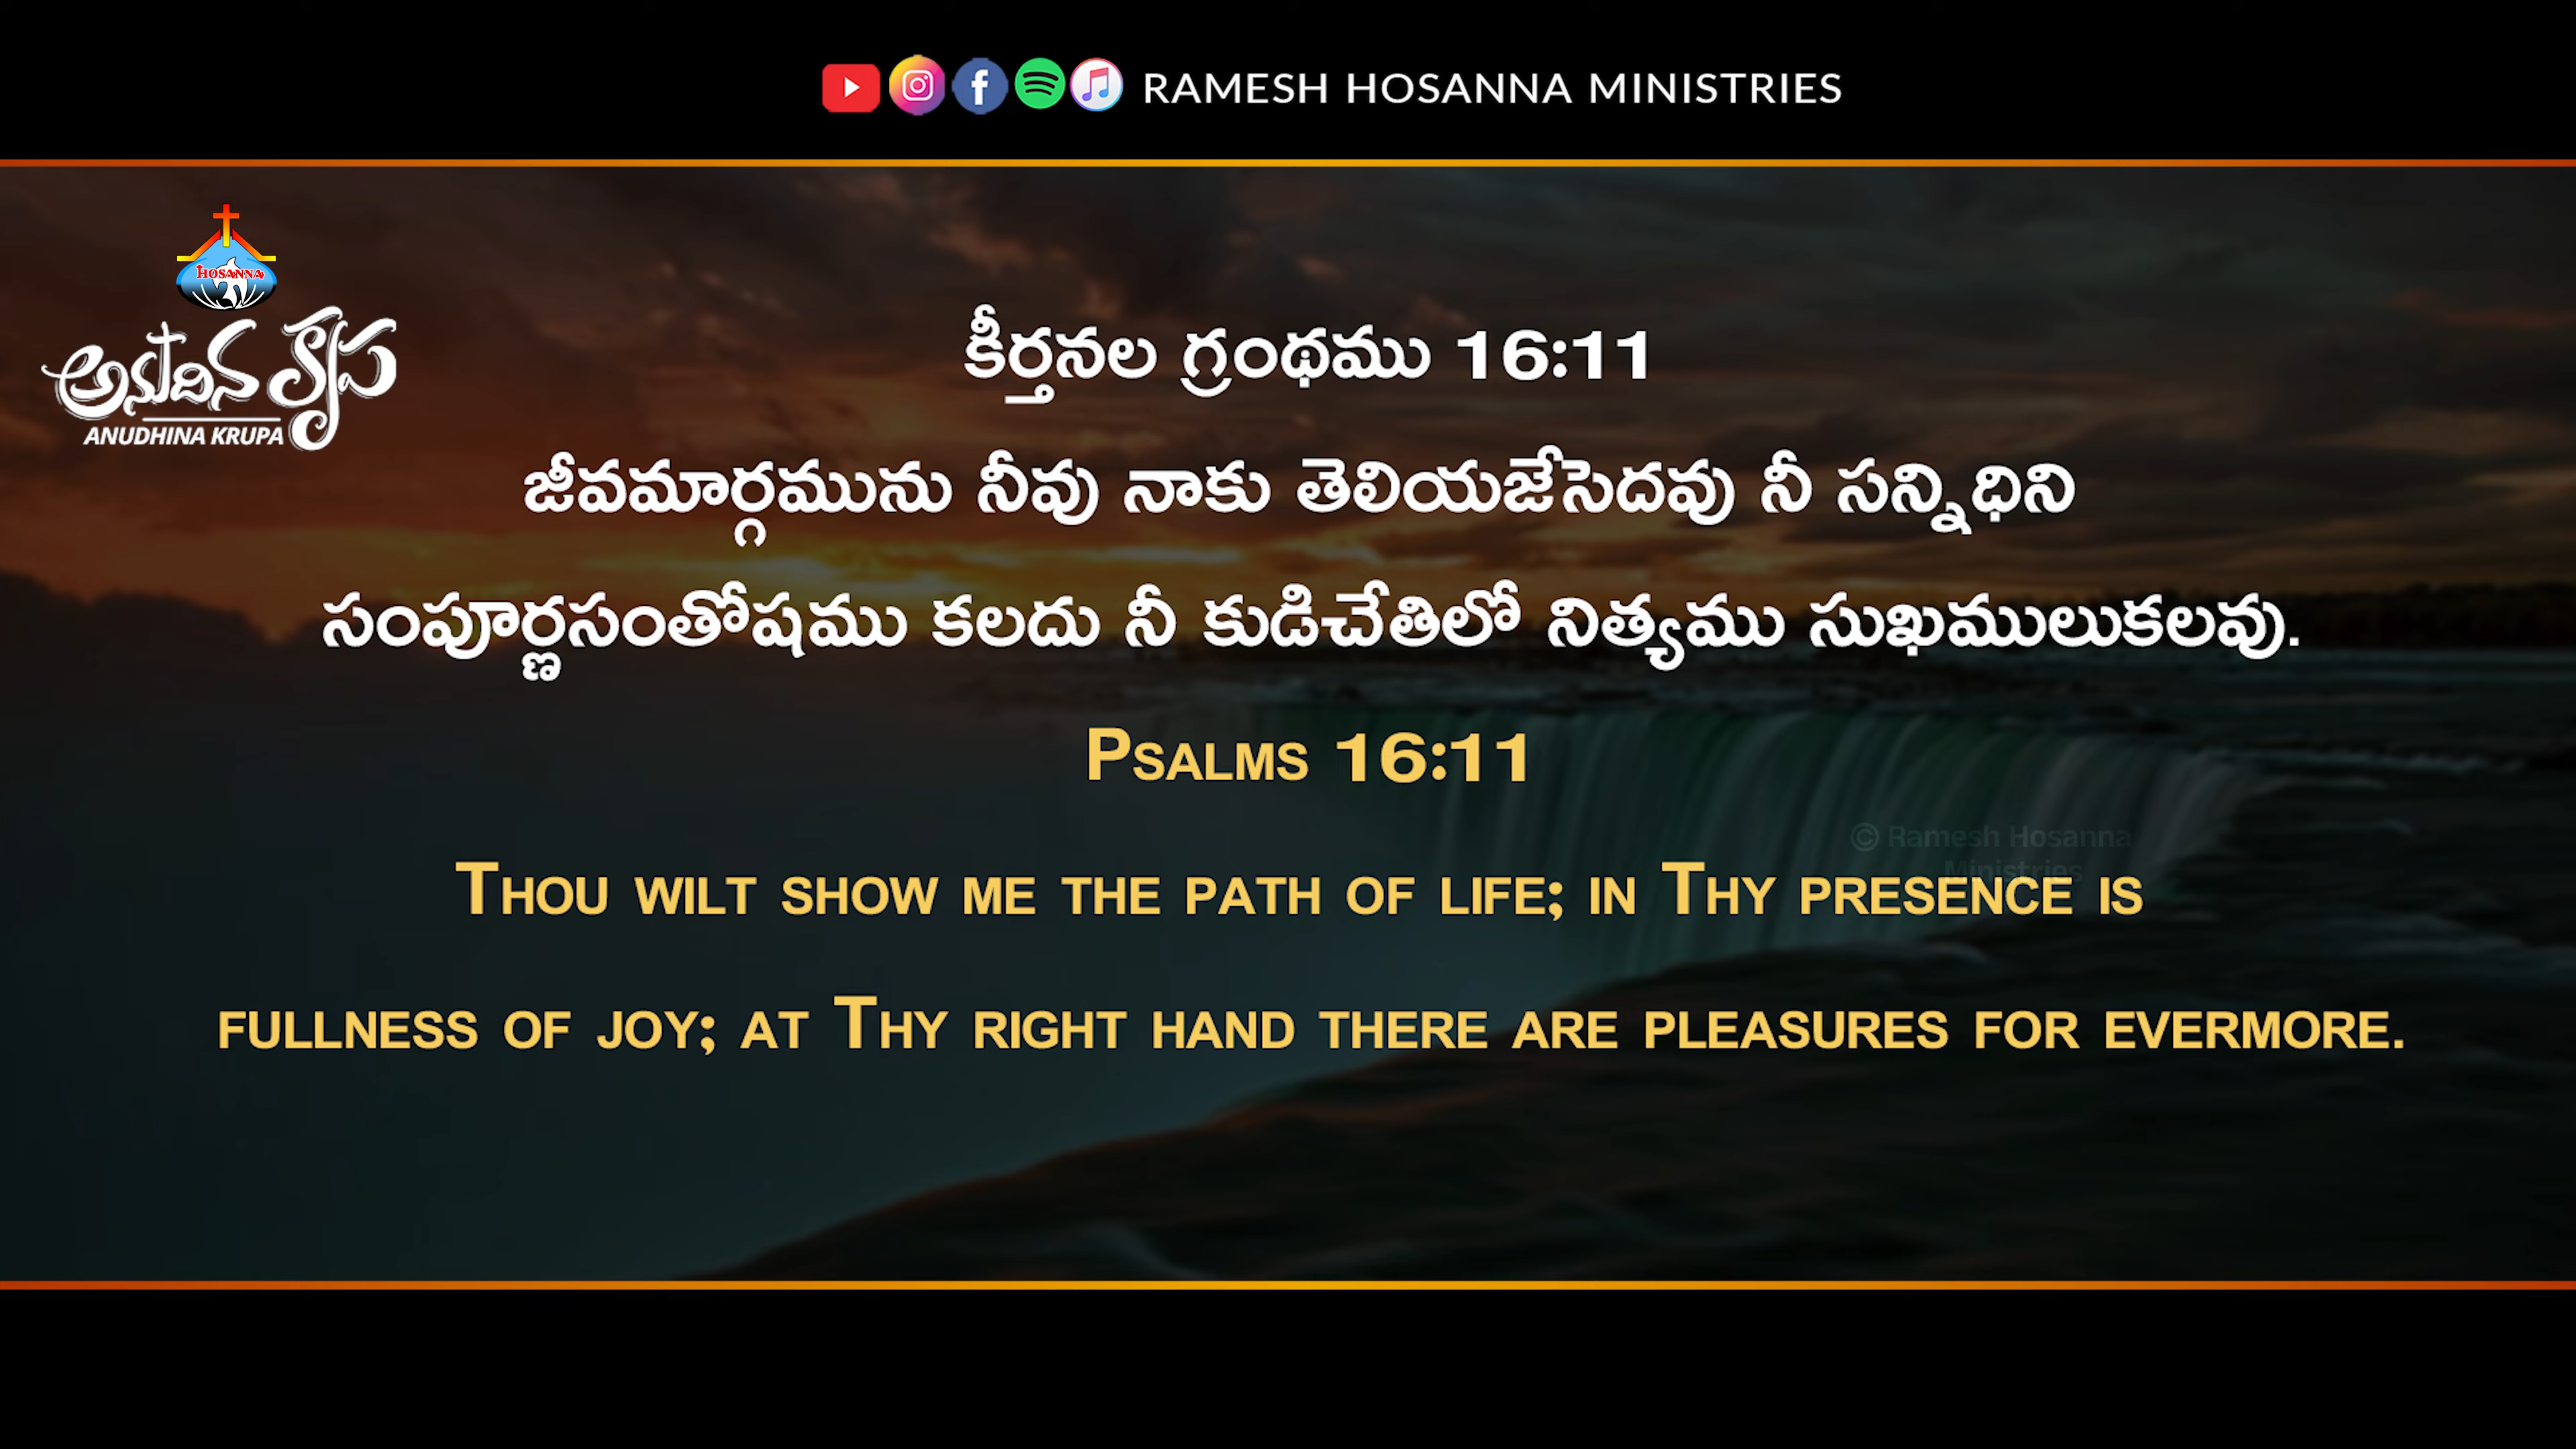 RAMESH HOSANNA MINISTRIES
HOSANNA
అనుదిన కృప
ANUDHINA KRUPA
కీర్తనల గ్రంథము 16:11
జీవమార్గమును నీవు నాకు తెలియజేసెదవు నీ సన్నిధిని
సంపూర్ణసంతోషము కలదు నీ కుడిచేతిలో నిత్యము సుఖములుకలవు.
PSALMS 16:11
THOU WILT SHOW ME THE PATH OF LIFE; IN THY PRESENCE IS
FULLNESS OF JOY; AT THY RIGHT HAND THERE ARE PLEASURES FOR EVERMORE.
© Ramesh Hosanna
Ministries